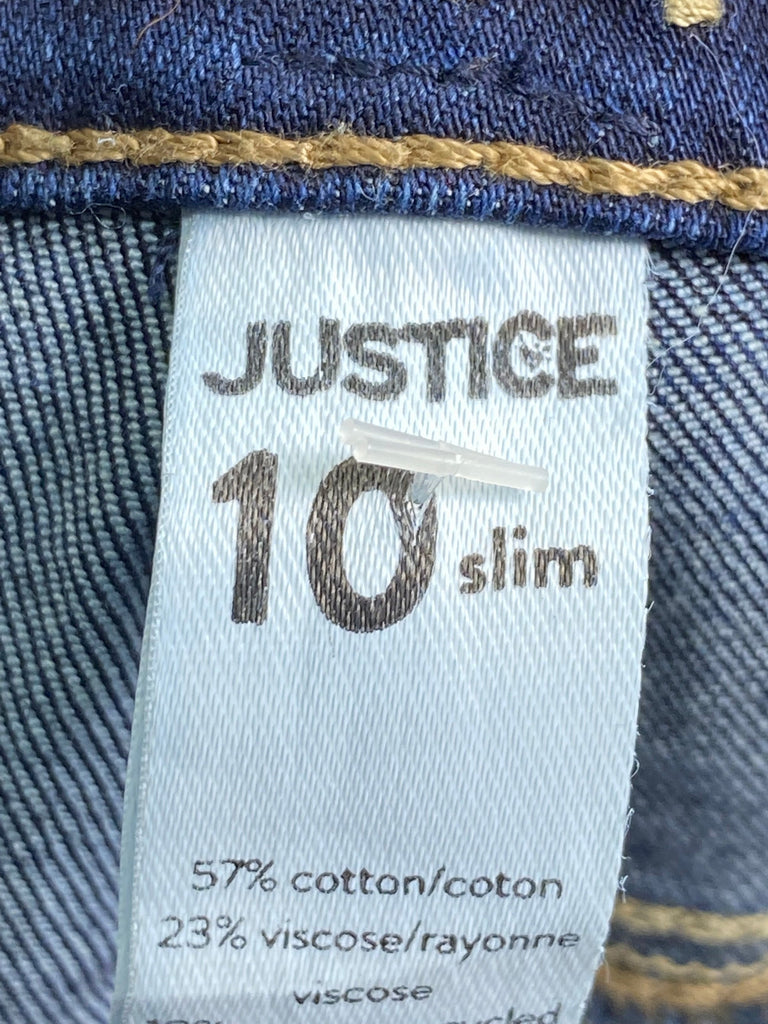 JUSTICE
10 slim
57% cotton/coton
23% viscose/rayonne
viscose